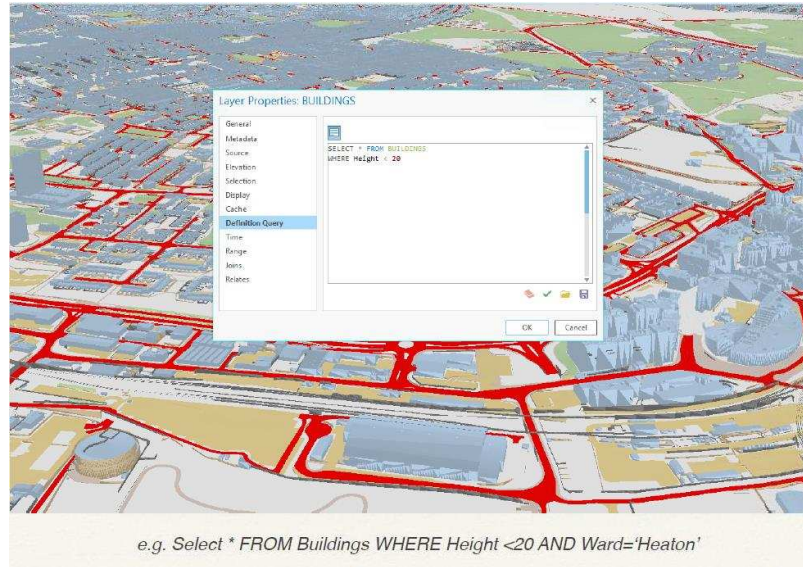 Layer Properties: BUILDINGS
General
Metadata
Source
Elevation
Selection
Display
Cache
Definition Query
Time
Range
Joins
Relates
SELECT * FROM BUILDINGS
WHERE Height < 20
OK
Cancel
e.g. Select * FROM Buildings WHERE Height <20 AND Ward=‘Heaton’